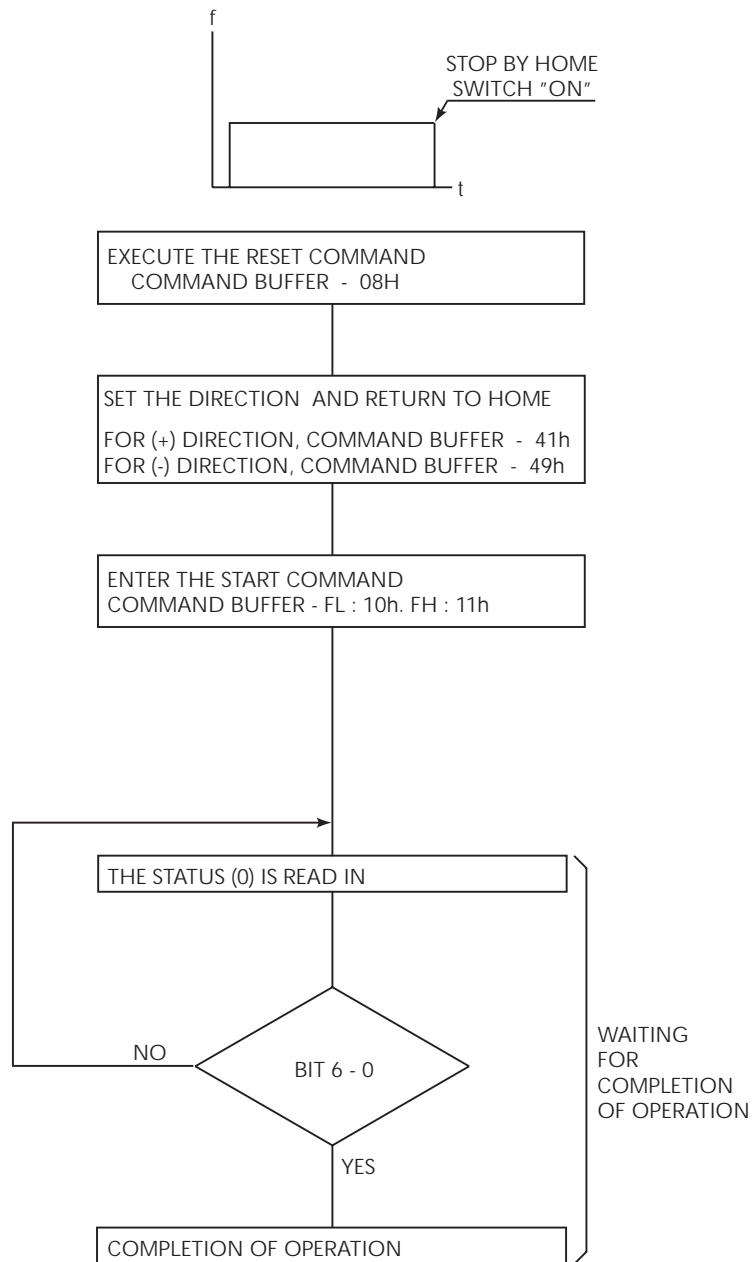 f
STOP BY HOME
SWITCH "ON"
t
EXECUTE THE RESET COMMAND
COMMAND BUFFER - 08H
SET THE DIRECTION AND RETURN TO HOME
FOR (+) DIRECTION, COMMAND BUFFER - 41h
FOR (-) DIRECTION, COMMAND BUFFER - 49h
ENTER THE START COMMAND
COMMAND BUFFER - FL : 10h. FH : 11h
THE STATUS (0) IS READ IN
NO
BIT 6 - 0
YES
WAITING
FOR
COMPLETION
OF OPERATION
COMPLETION OF OPERATION